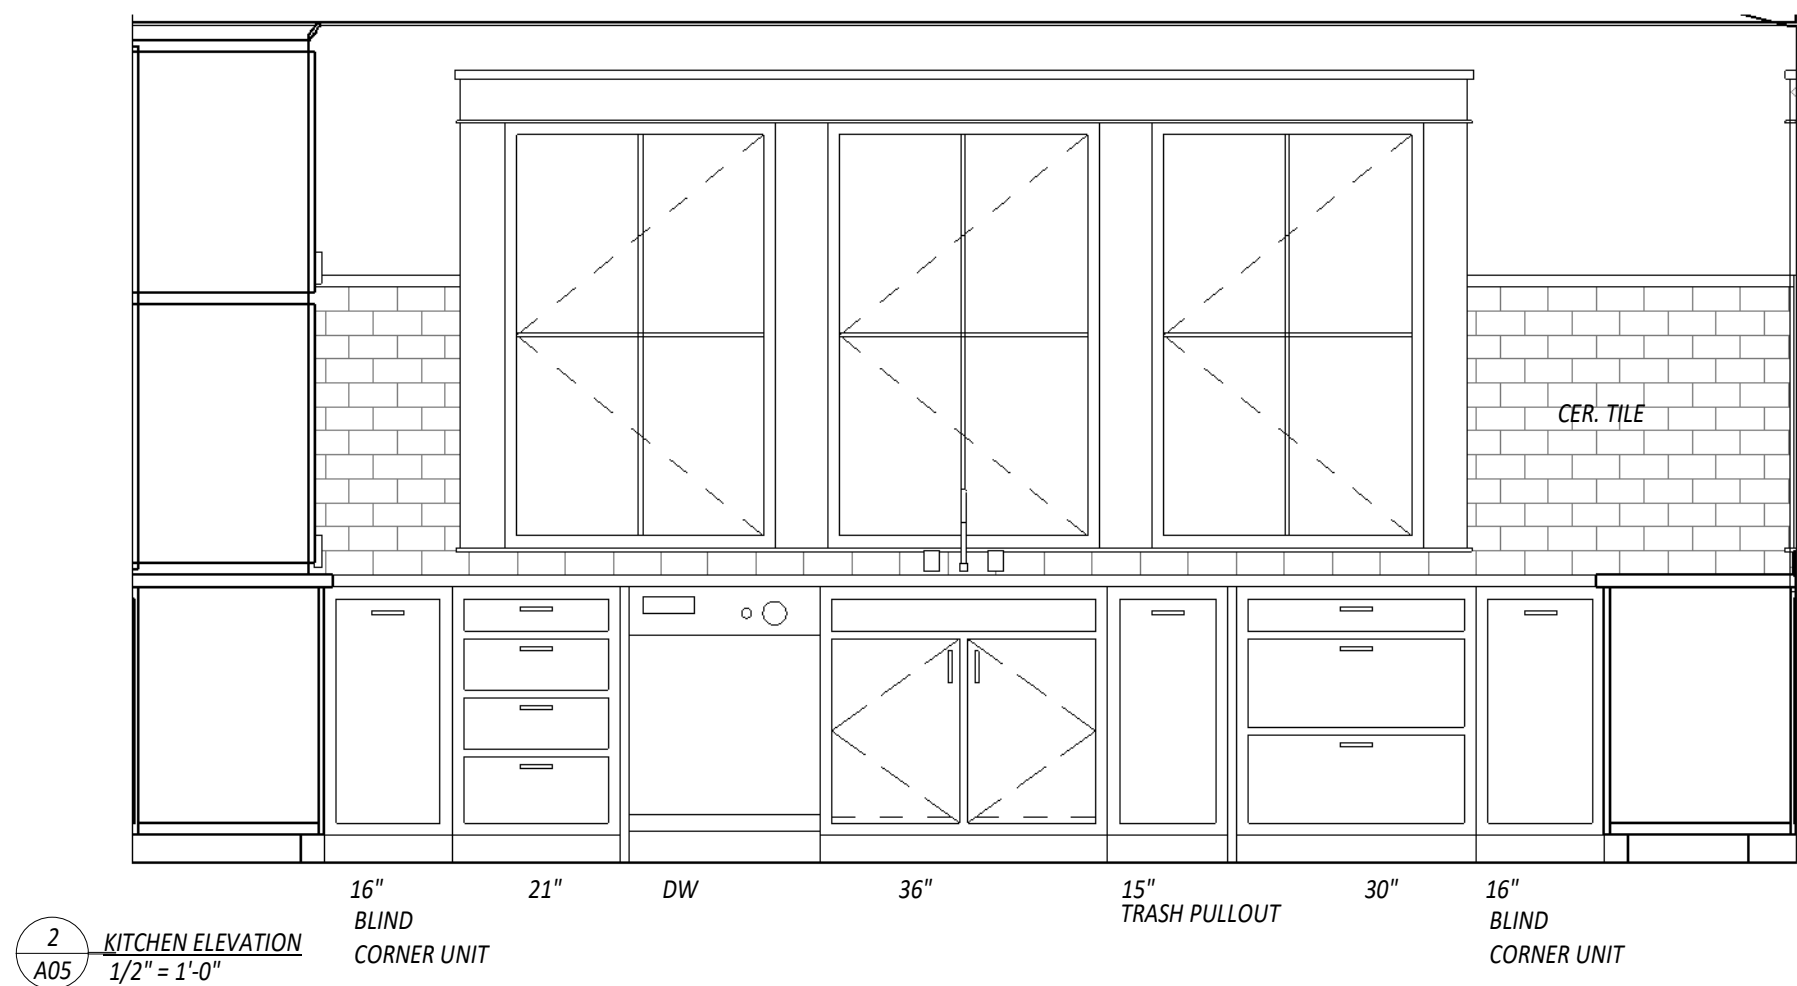 CER. TILE
16"
BLIND
CORNER UNIT
21"
DW
36"
15"
TRASH PULLOUT
30"
16"
BLIND
CORNER UNIT
2
A05
KITCHEN ELEVATION
1/2" = 1'-0"